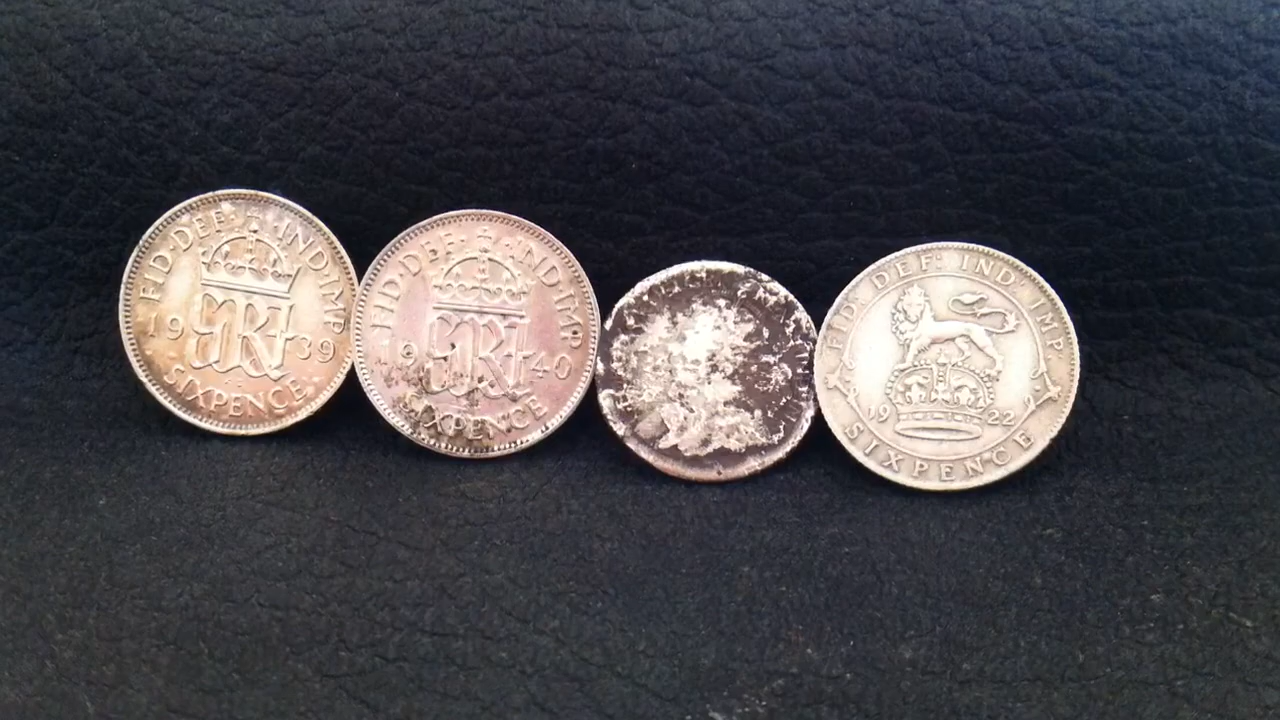 FID·DEF· IND·IMP
19 39
SIXPENCE
FID·DEF· IND·IMP
19 40
SIXPENCE
FID: DEF: IND: IMP:
19 22
SIXPENCE